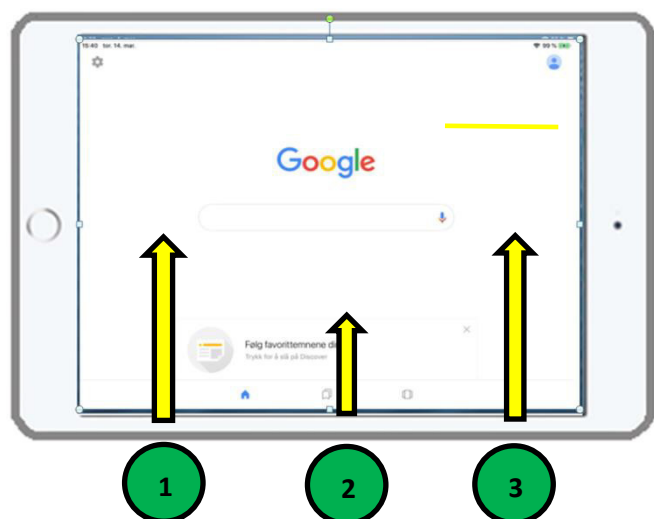 15:40 tor. 14. mar.
99 %
Google
Følg favorittemnene di
Trykk for å slå på Discover
1
2
3